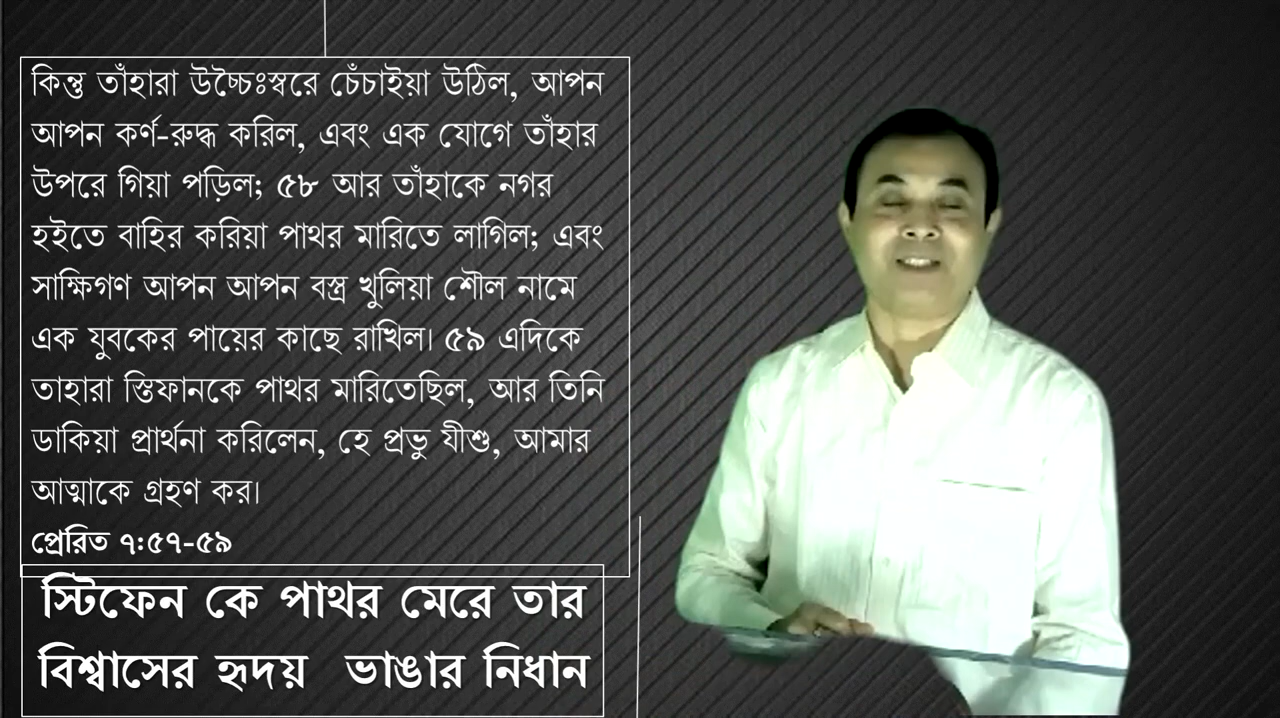 কিন্তু তাঁহারা উচ্চৈঃস্বরে চেঁচাইয়া উঠিল, আপন
আপন কর্ণ-রুদ্ধ করিল, এবং এক যোগে তাঁহার
উপরে গিয়া পড়িল; ৫৮ আর তাঁহাকে নগর
হইতে বাহির করিয়া পাথর মারিতে লাগিল; এবং
সাক্ষিগণ আপন আপন বস্ত্র খুলিয়া শৌল নামে
এক যুবকের পায়ের কাছে রাখিল। ৫৯ এদিকে
তাহারা স্তিফানকে পাথর মারিতেছিল, আর তিনি
ডাকিয়া প্রার্থনা করিলেন, হে প্রভু যীশু, আমার
আত্মাকে গ্রহণ কর।
প্রেরিত ৭:৫৭-৫৯
স্টিফেন কে পাথর মেরে তার
বিশ্বাসের হৃদয় ভাঙার নিধান